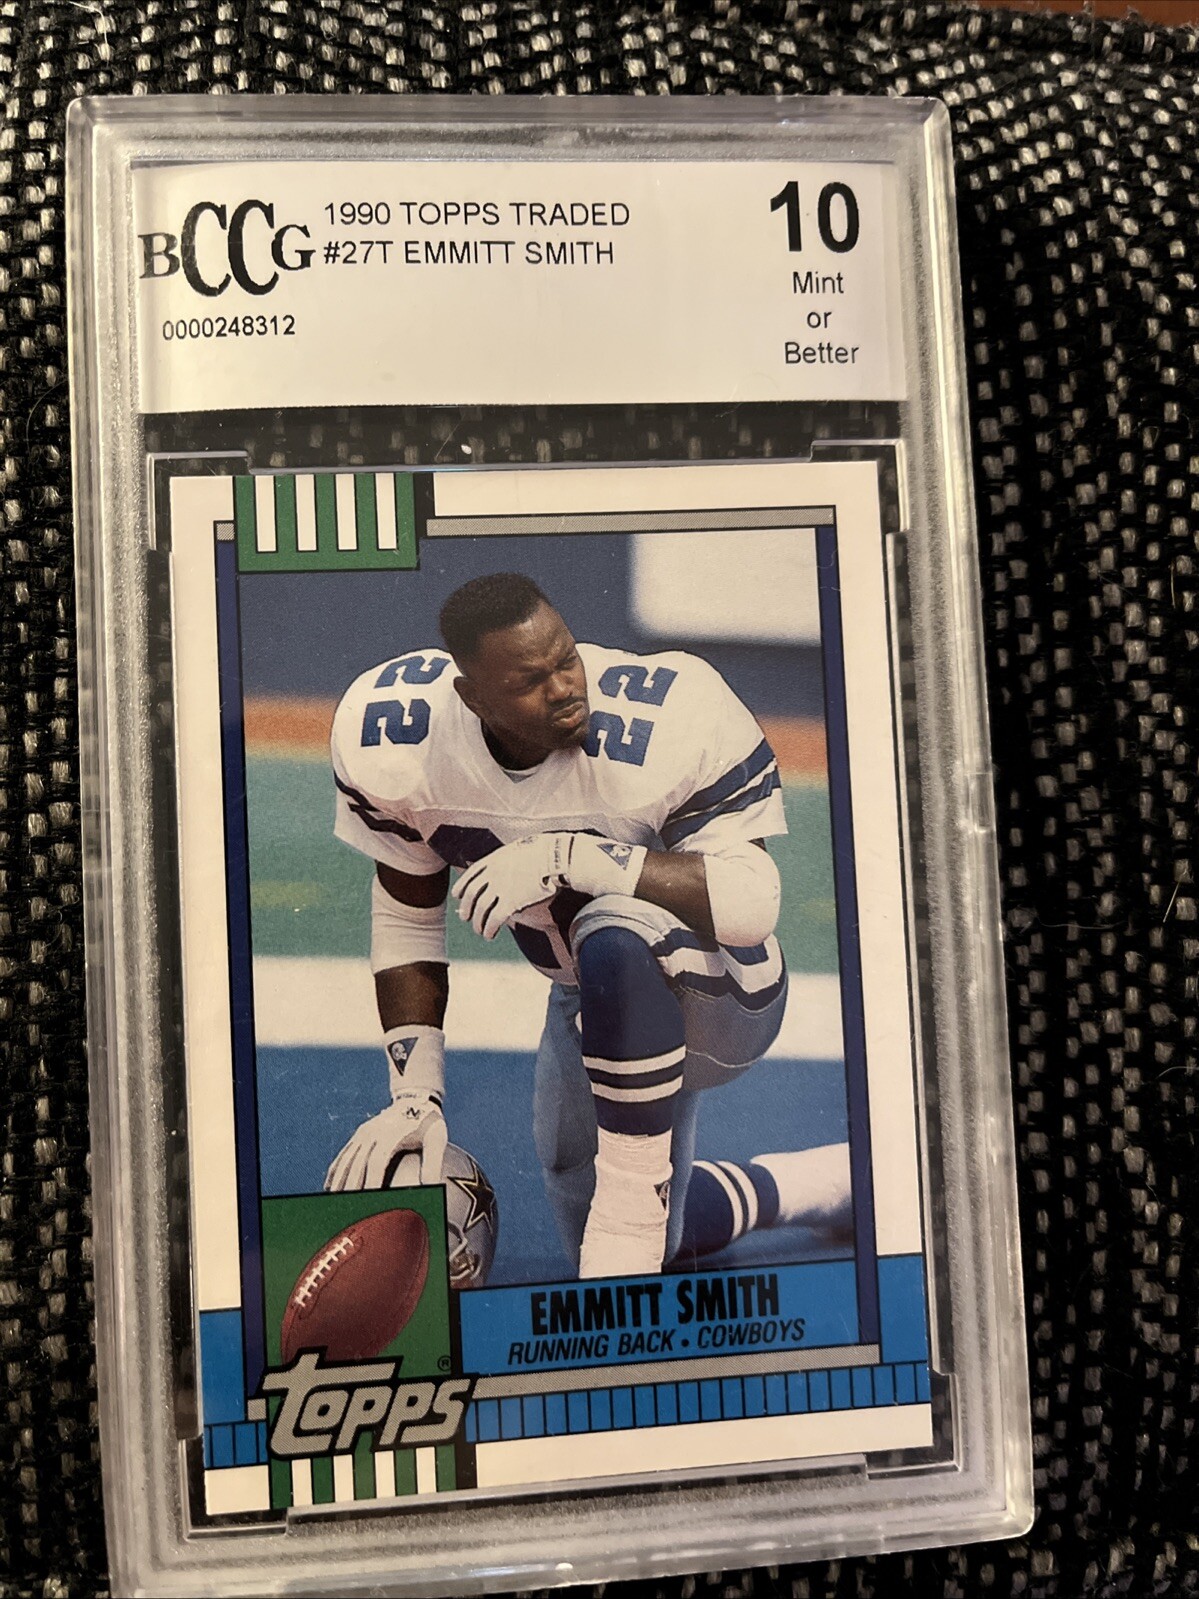 BCCG
1990 TOPPS TRADED
#27T EMMITT SMITH
0000248312
10
Mint
or
Better
22
22
EMMITT SMITH
RUNNING BACK • COWBOYS
Topps®